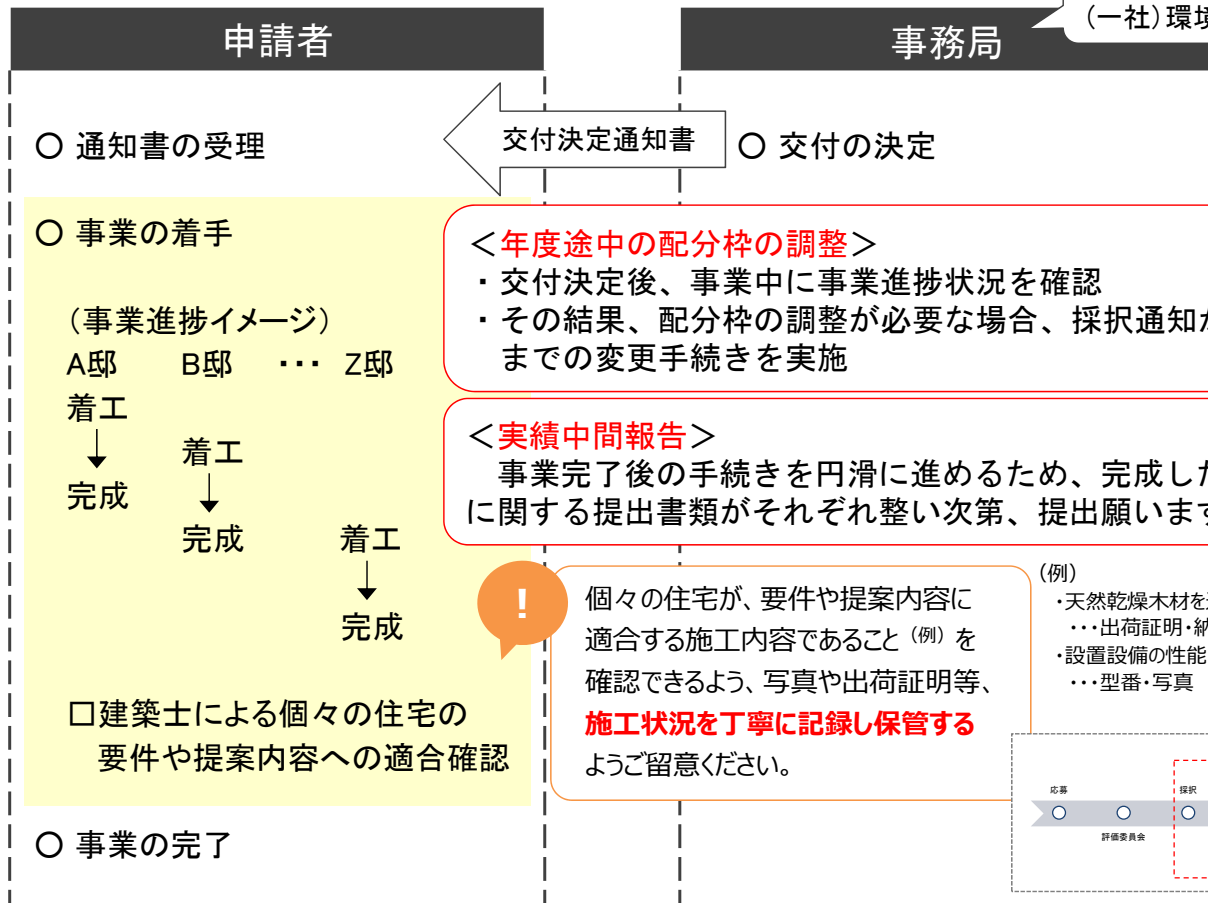 (一社)環境
申請者
事務局
○ 通知書の受理
交付決定通知書
○ 交付の決定
○ 事業の着手
（事業進捗イメージ）
A邸 B邸 ･･･ Z邸
着工
着工
完成
完成
着工
完成
□建築士による個々の住宅の
要件や提案内容への適合確認
○ 事業の完了
＜年度途中の配分枠の調整＞
・交付決定後、事業中に事業進捗状況を確認
・その結果、配分枠の調整が必要な場合、採択通知
までの変更手続きを実施
＜実績中間報告＞
事業完了後の手続きを円滑に進めるため、完成した
に関する提出書類がそれぞれ整い次第、提出願います
!
個々の住宅が、要件や提案内容に
適合する施工内容であること（例）を
確認できるよう、写真や出荷証明等、
施工状況を丁寧に記録し保管する
ようご留意ください。
（例）
・天然乾燥木材を
･･･出荷証明・納
・設置設備の性能
･･･型番・写真
応募
採択
評価委員会